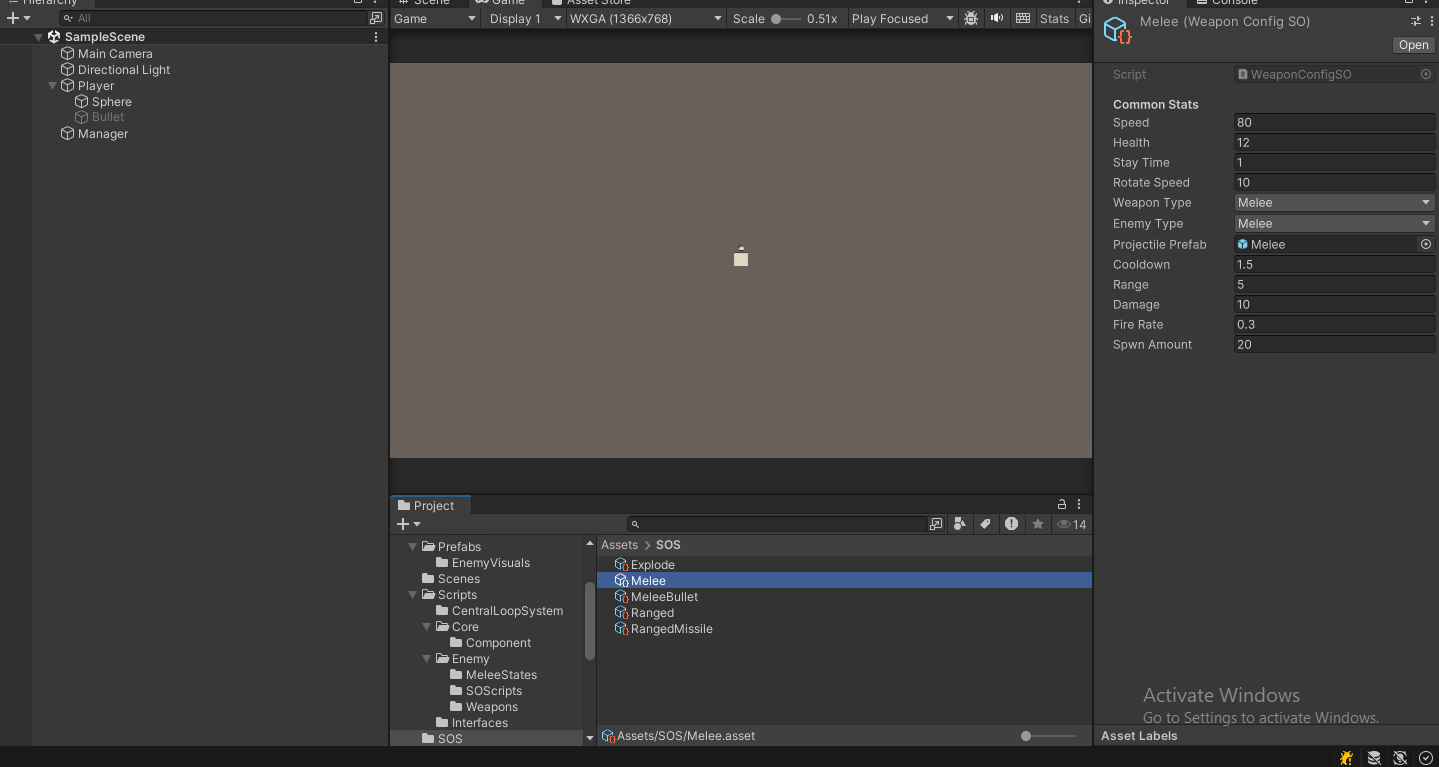 Hierarchy
Scene
Game
Asset Store
Inspector
Console
All
Game
Display 1
WXGA (1366x768)
Scale
0.51x
Play Focused
Stats
Gi
SampleScene
Main Camera
Directional Light
Player
Sphere
Bullet
Manager
Melee (Weapon Config SO)
Open
Script
WeaponConfigSO
Common Stats
Speed 80
Health 12
Stay Time 1
Rotate Speed 10
Weapon Type Melee
Enemy Type Melee
Projectile Prefab Melee
Cooldown 1.5
Range 5
Damage 10
Fire Rate 0.3
Spwn Amount 20
Project
14
Prefabs
EnemyVisuals
Scenes
Scripts
CentralLoopSystem
Core
Component
Enemy
MeleeStates
SOScripts
Weapons
Interfaces
SOS
Assets > SOS
Explode
Melee
MeleeBullet
Ranged
RangedMissile
Assets/SOS/Melee.asset
Activate Windows
Go to Settings to activate Windows.
Asset Labels